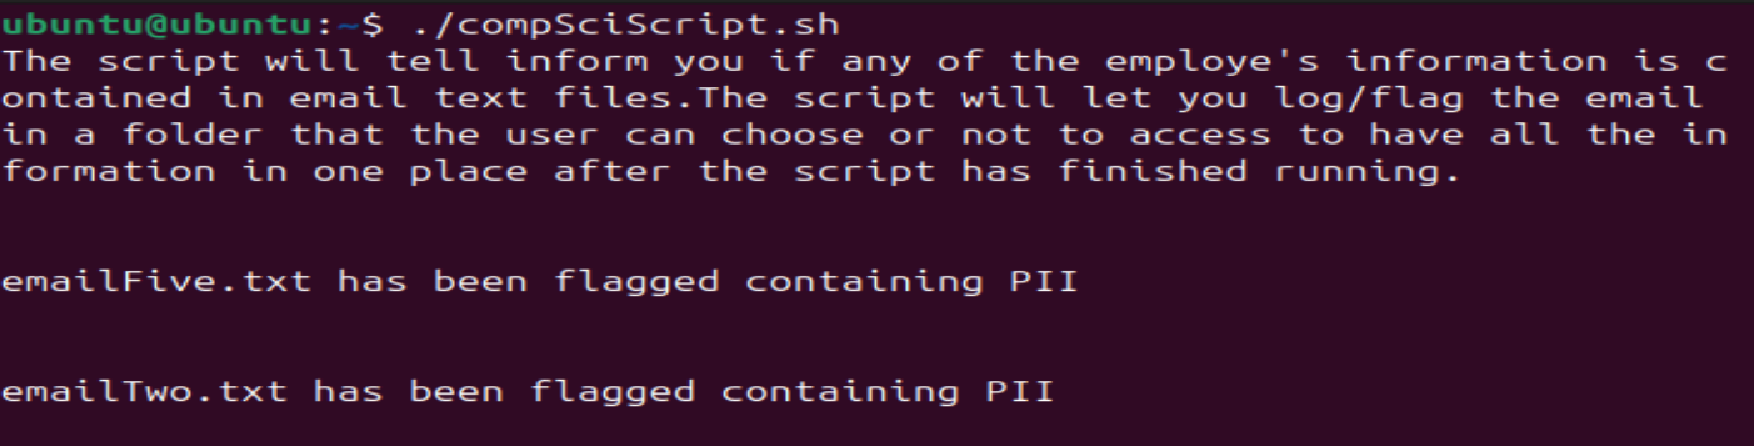 ubuntu@ubuntu:~$ ./compSciScript.sh
The script will tell inform you if any of the employe's information is c
ontained in email text files.The script will let you log/flag the email
in a folder that the user can choose or not to access to have all the in
formation in one place after the script has finished running.
emailFive.txt has been flagged containing PII
emailTwo.txt has been flagged containing PII